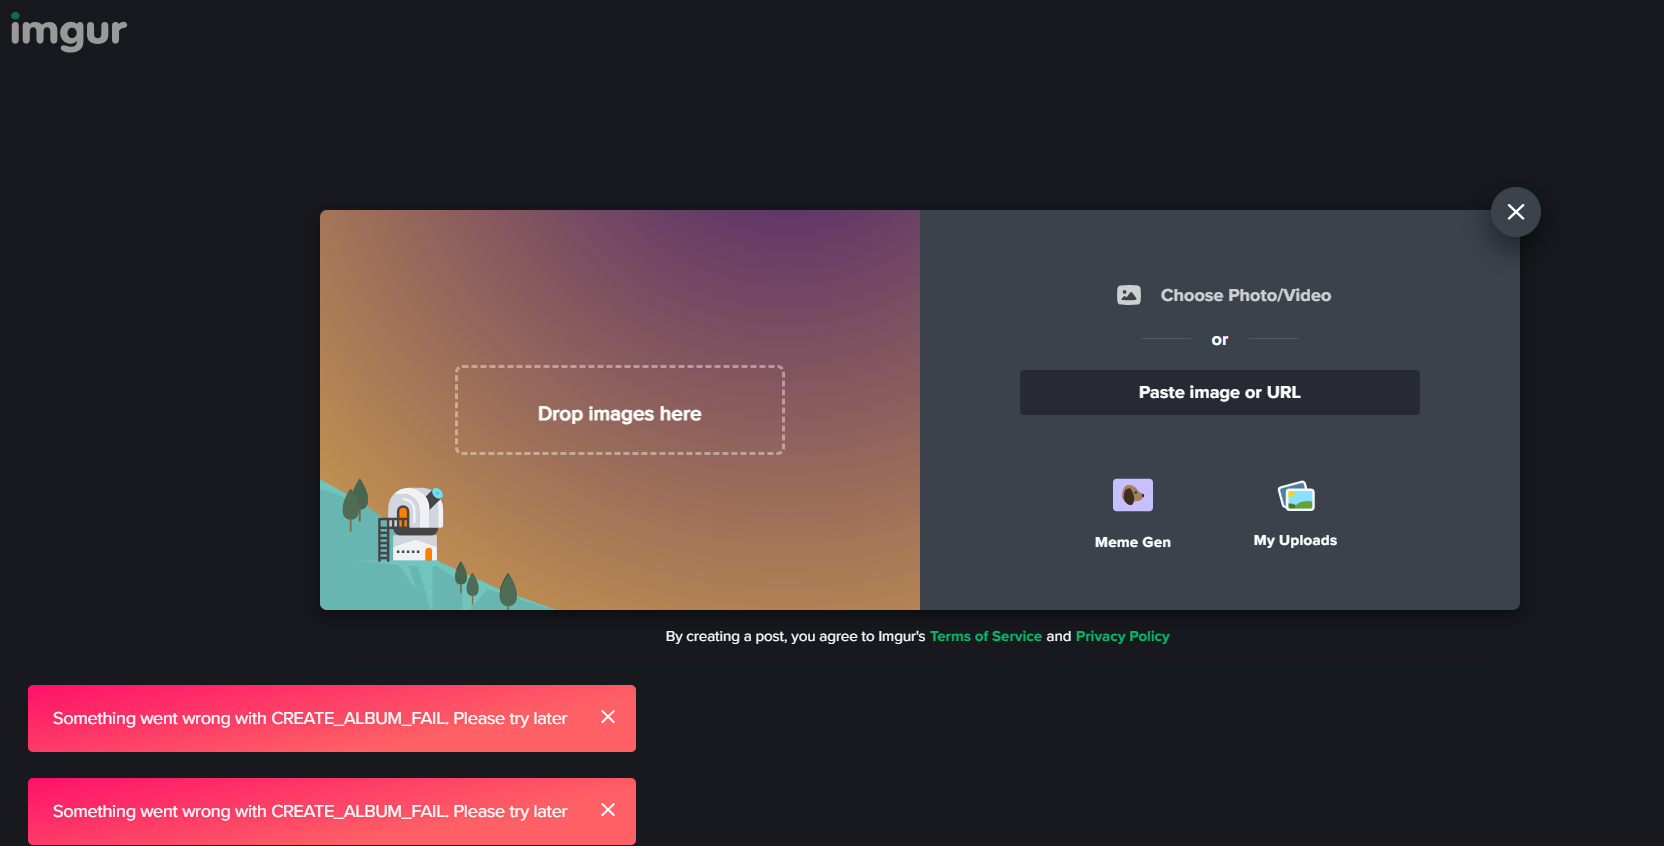 imgur
Choose Photo/Video
or
Paste image or URL
Drop images here
Meme Gen
My Uploads
By creating a post, you agree to Imgur's Terms of Service and Privacy Policy
Something went wrong with CREATE_ALBUM_FAIL. Please try later
Something went wrong with CREATE_ALBUM_FAIL. Please try later